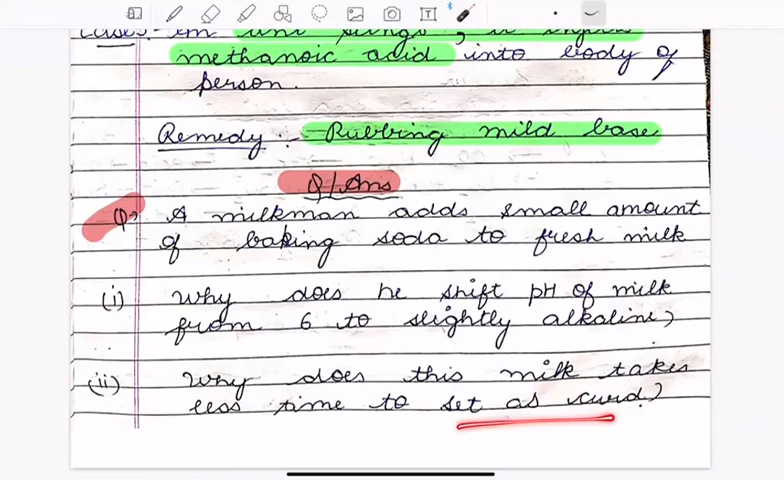 methanoic acid into body of
person.
Remedy :- Rubbing mild base
Q/Ans
Q→ A milkman adds small amount
of baking soda to fresh milk
(i) Why does he shift pH of milk
from 6 to slightly alkaline?
(ii) Why does this milk takes
less time to set as curd?